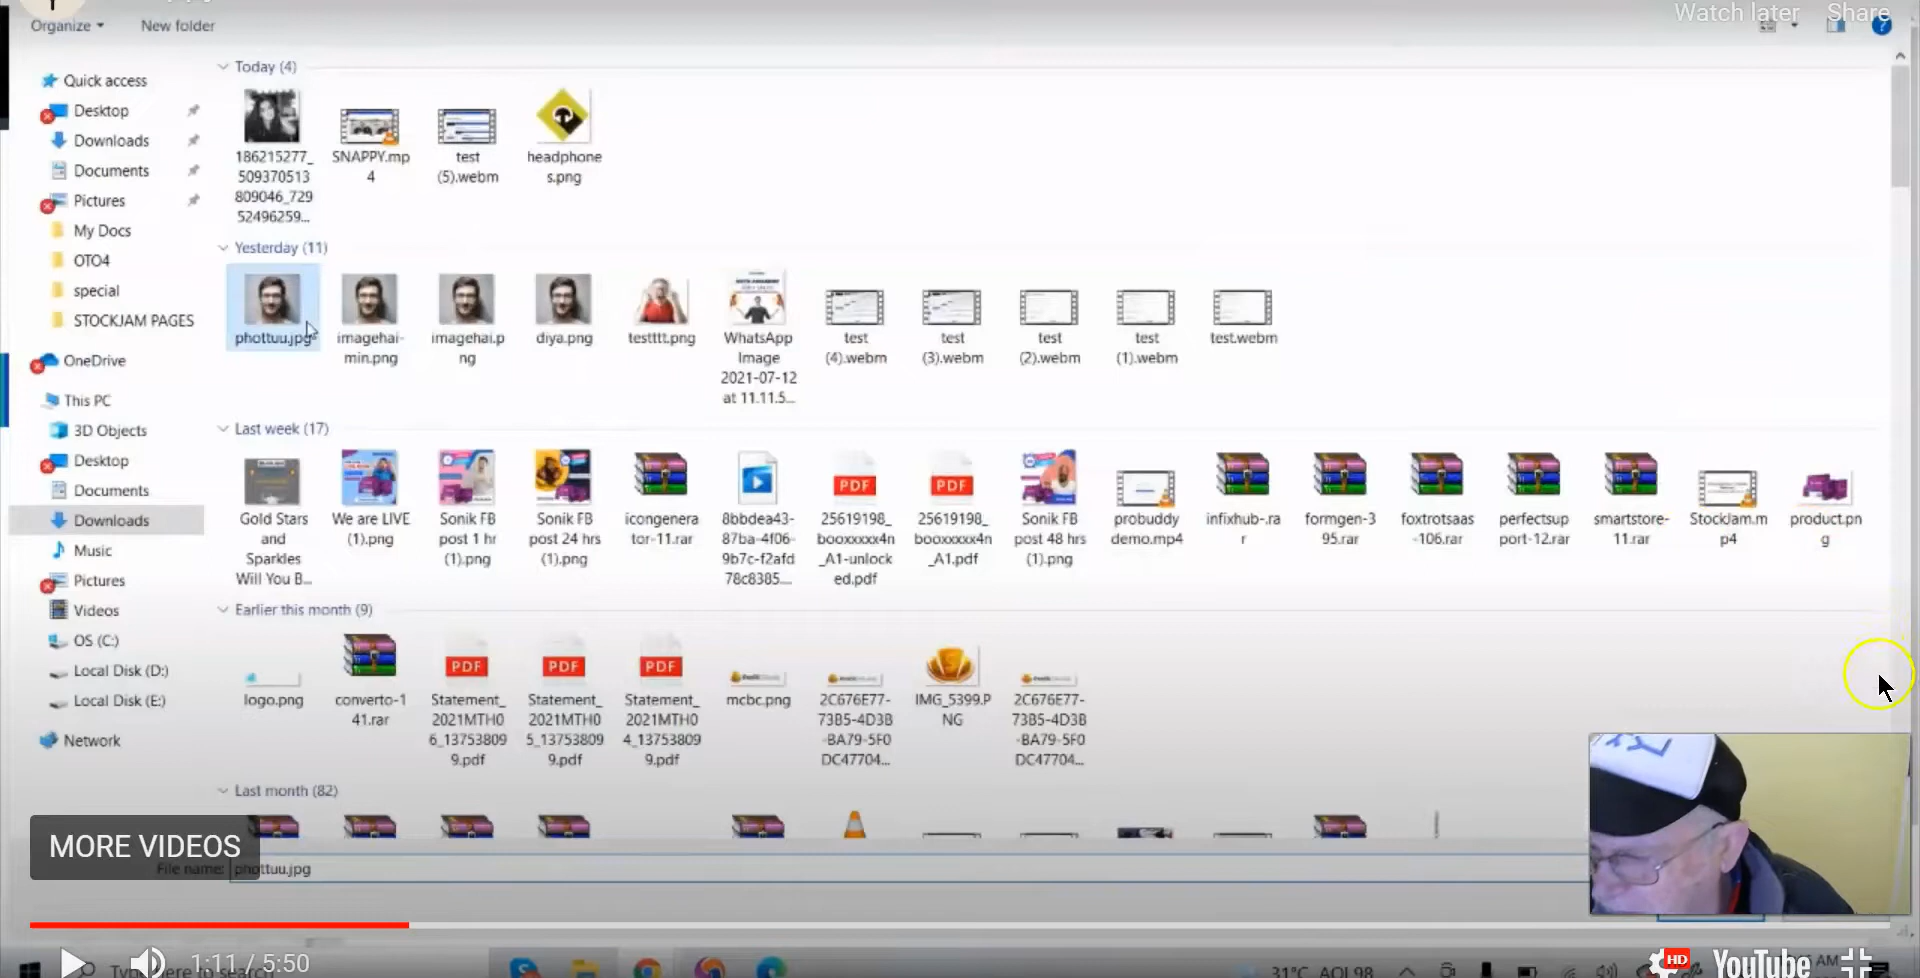 Watch later
Share
Organize
New folder
Quick access
Desktop
Downloads
Documents
Pictures
My Docs
OTO4
special
STOCKJAM PAGES
OneDrive
This PC
3D Objects
Desktop
Documents
Downloads
Music
Pictures
Videos
OS (C:)
Local Disk (D:)
Local Disk (E:)
Network
Today (4)
186215277_
509370513
809046_729
52496259...
SNAPPY.mp
4
test
(5).webm
headphone
s.png
Yesterday (11)
phottuu.jpg
imagehai-
min.png
imagehai.p
ng
diya.png
testttt.png
WhatsApp
Image
2021-07-12
at 11.11.5...
test
(4).webm
test
(3).webm
test
(2).webm
test
(1).webm
test.webm
Last week (17)
Gold Stars
and
Sparkles
Will You B...
We are LIVE
(1).png
Sonik FB
post 1 hr
(1).png
Sonik FB
post 24 hrs
(1).png
icongenera
tor-11.rar
8bbdea43-
87ba-4f06-
9b7c-f2afd
78c8385....
PDF
25619198_
booxxxxx4n
_A1-unlock
ed.pdf
PDF
25619198_
booxxxxx4n
_A1.pdf
Sonik FB
post 48 hrs
(1).png
probuddy
demo.mp4
infixhub-.ra
r
formgen-3
95.rar
foxtrotsaas
-106.rar
perfectsup
port-12.rar
smartstore-
11.rar
StockJam.m
p4
product.pn
g
Earlier this month (9)
logo.png
converto-1
41.rar
PDF
Statement_
2021MTH0
6_13753809
9.pdf
PDF
Statement_
2021MTH0
5_13753809
9.pdf
PDF
Statement_
2021MTH0
4_13753809
9.pdf
mcbc.png
2C676E77-
73B5-4D3B
-BA79-5F0
DC47704...
IMG_5399.P
NG
2C676E77-
73B5-4D3B
-BA79-5F0
DC47704...
Last month (82)
MORE VIDEOS
File name:
phottuu.jpg
1:11 / 5:50
Type here to search
31°C AQI 98
AM
HD
YouTube